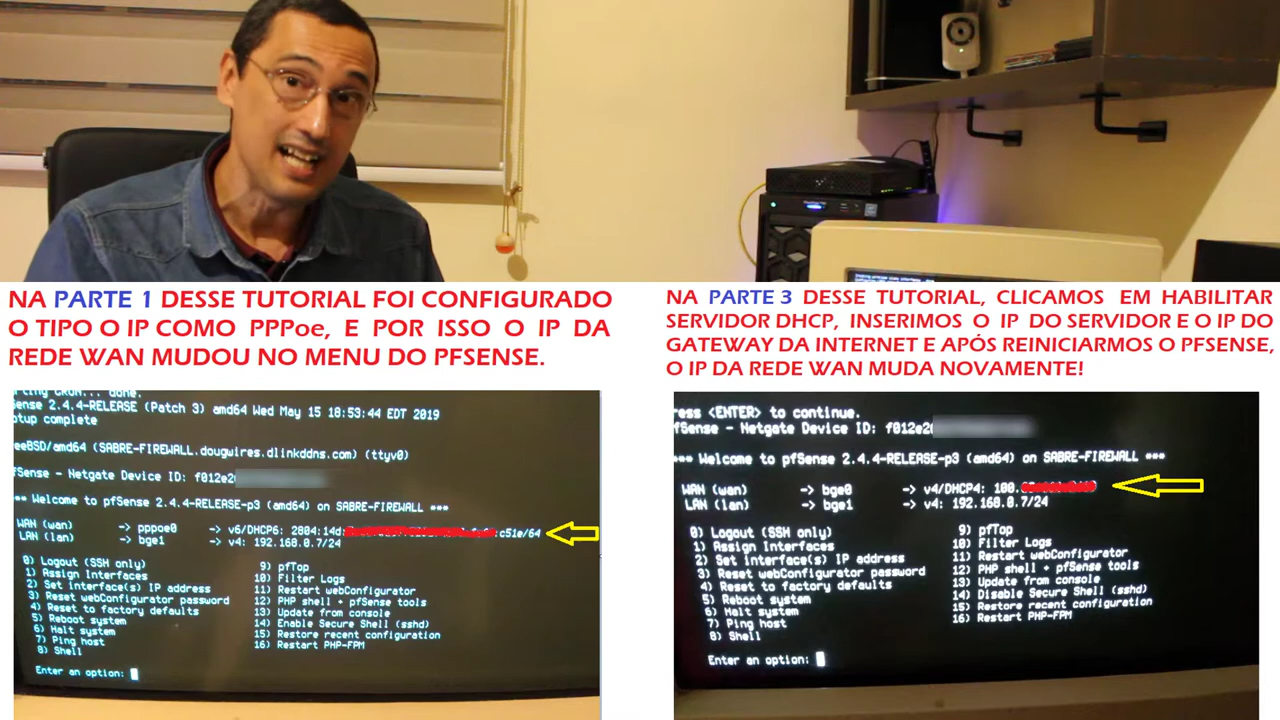 NA PARTE 1 DESSE TUTORIAL FOI CONFIGURADO
O TIPO O IP COMO PPPoe, E POR ISSO O IP DA
REDE WAN MUDOU NO MENU DO PFSENSE.
NA PARTE 3 DESSE TUTORIAL, CLICAMOS EM HABILITAR
SERVIDOR DHCP, INSERIMOS O IP DO SERVIDOR E O IP DO
GATEWAY DA INTERNET E APÓS REINICIARMOS O PFSENSE,
O IP DA REDE WAN MUDA NOVAMENTE!
done.
ense 2.4.4-RELEASE (Patch 3) amd64 Wed May 15 18:53:44 EDT 2019
otup complete
eeBSD/amd64 (SABRE-FIREWALL.dougwires.dlinkddns.com) (ttyv0)
fSense - Netgate Device ID: f012e2
** Welcome to pfSense 2.4.4-RELEASE-p3 (amd64) on SABRE-FIREWALL ***
WAN (wan) -> pppoe0 -> v6/DHCP6: 2804:14d: :c51e/64
LAN (lan) -> bge1 -> v4: 192.168.0.7/24
0) Logout (SSH only) 9) pfTop
1) Assign Interfaces 10) Filter Logs
2) Set interface(s) IP address 11) Restart webConfigurator
3) Reset webConfigurator password 12) PHP shell + pfSense tools
4) Reset to factory defaults 13) Update from console
5) Reboot system 14) Enable Secure Shell (sshd)
6) Halt system 15) Restore recent configuration
7) Ping host 16) Restart PHP-FPM
8) Shell
Enter an option:
ress <ENTER> to continue.
fSense - Netgate Device ID: f012e2
*** Welcome to pfSense 2.4.4-RELEASE-p3 (amd64) on SABRE-FIREWALL ***
WAN (wan) -> bge0 -> v4/DHCP4: 100.
LAN (lan) -> bge1 -> v4: 192.168.0.7/24
0) Logout (SSH only) 9) pfTop
1) Assign Interfaces 10) Filter Logs
2) Set interface(s) IP address 11) Restart webConfigurator
3) Reset webConfigurator password 12) PHP shell + pfSense tools
4) Reset to factory defaults 13) Update from console
5) Reboot system 14) Disable Secure Shell (sshd)
6) Halt system 15) Restore recent configuration
7) Ping host 16) Restart PHP-FPM
8) Shell
Enter an option: